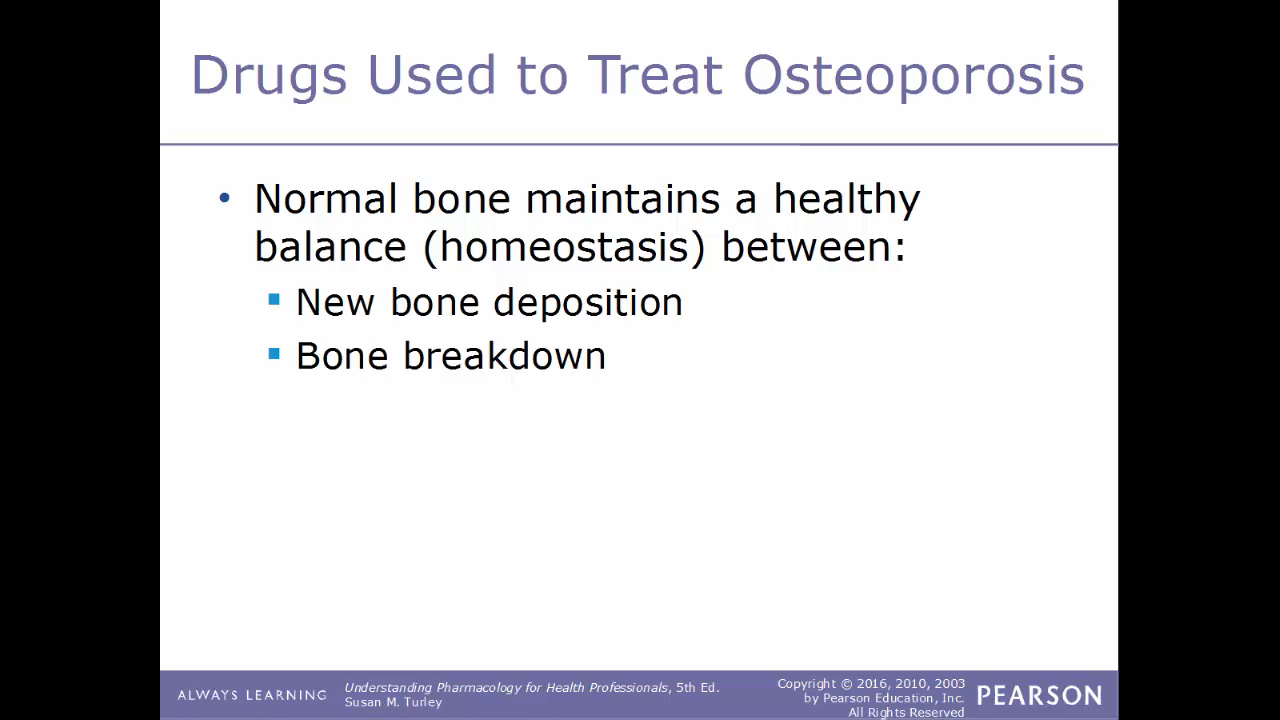 Drugs Used to Treat Osteoporosis
• Normal bone maintains a healthy
balance (homeostasis) between:
▪ New bone deposition
▪ Bone breakdown
ALWAYS LEARNING
Understanding Pharmacology for Health Professionals, 5th Ed.
Susan M. Turley
Copyright © 2016, 2010, 2003
by Pearson Education, Inc.
All Rights Reserved
PEARSON